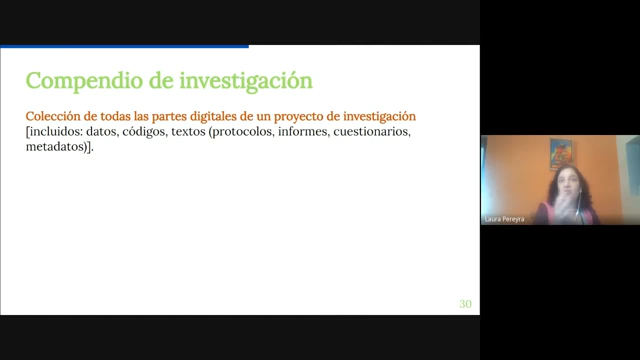 Compendio de investigación
Colección de todas las partes digitales de un proyecto de investigación
[incluidos: datos, códigos, textos (protocolos, informes, cuestionarios,
metadatos)].
30
Laura Pereyra